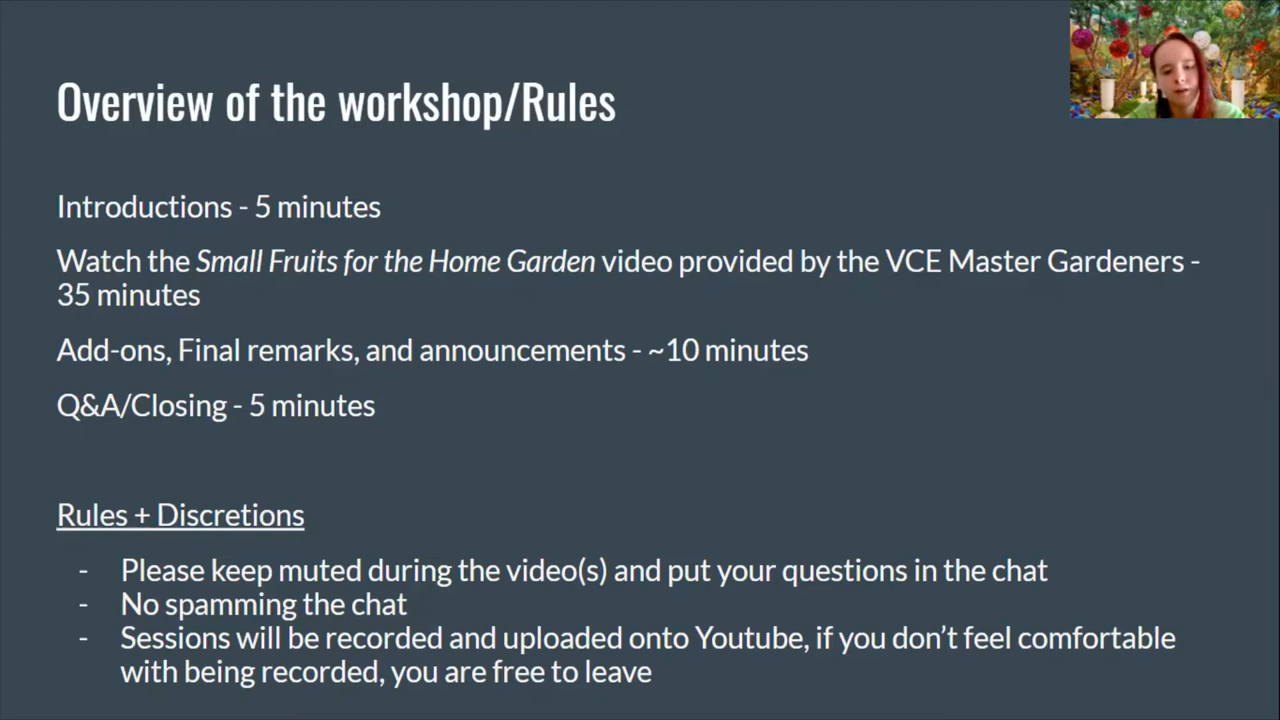 Overview of the workshop/Rules
Introductions - 5 minutes
Watch the Small Fruits for the Home Garden video provided by the VCE Master Gardeners -
35 minutes
Add-ons, Final remarks, and announcements - ~10 minutes
Q&A/Closing - 5 minutes
Rules + Discretions
- Please keep muted during the video(s) and put your questions in the chat
- No spamming the chat
- Sessions will be recorded and uploaded onto Youtube, if you don’t feel comfortable
with being recorded, you are free to leave